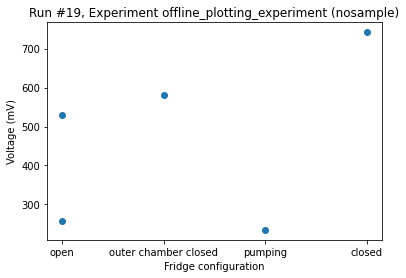 Run #19, Experiment offline_plotting_experiment (nosample)
Voltage (mV)
700
600
500
400
300
open
outer chamber closed
pumping
closed
Fridge configuration